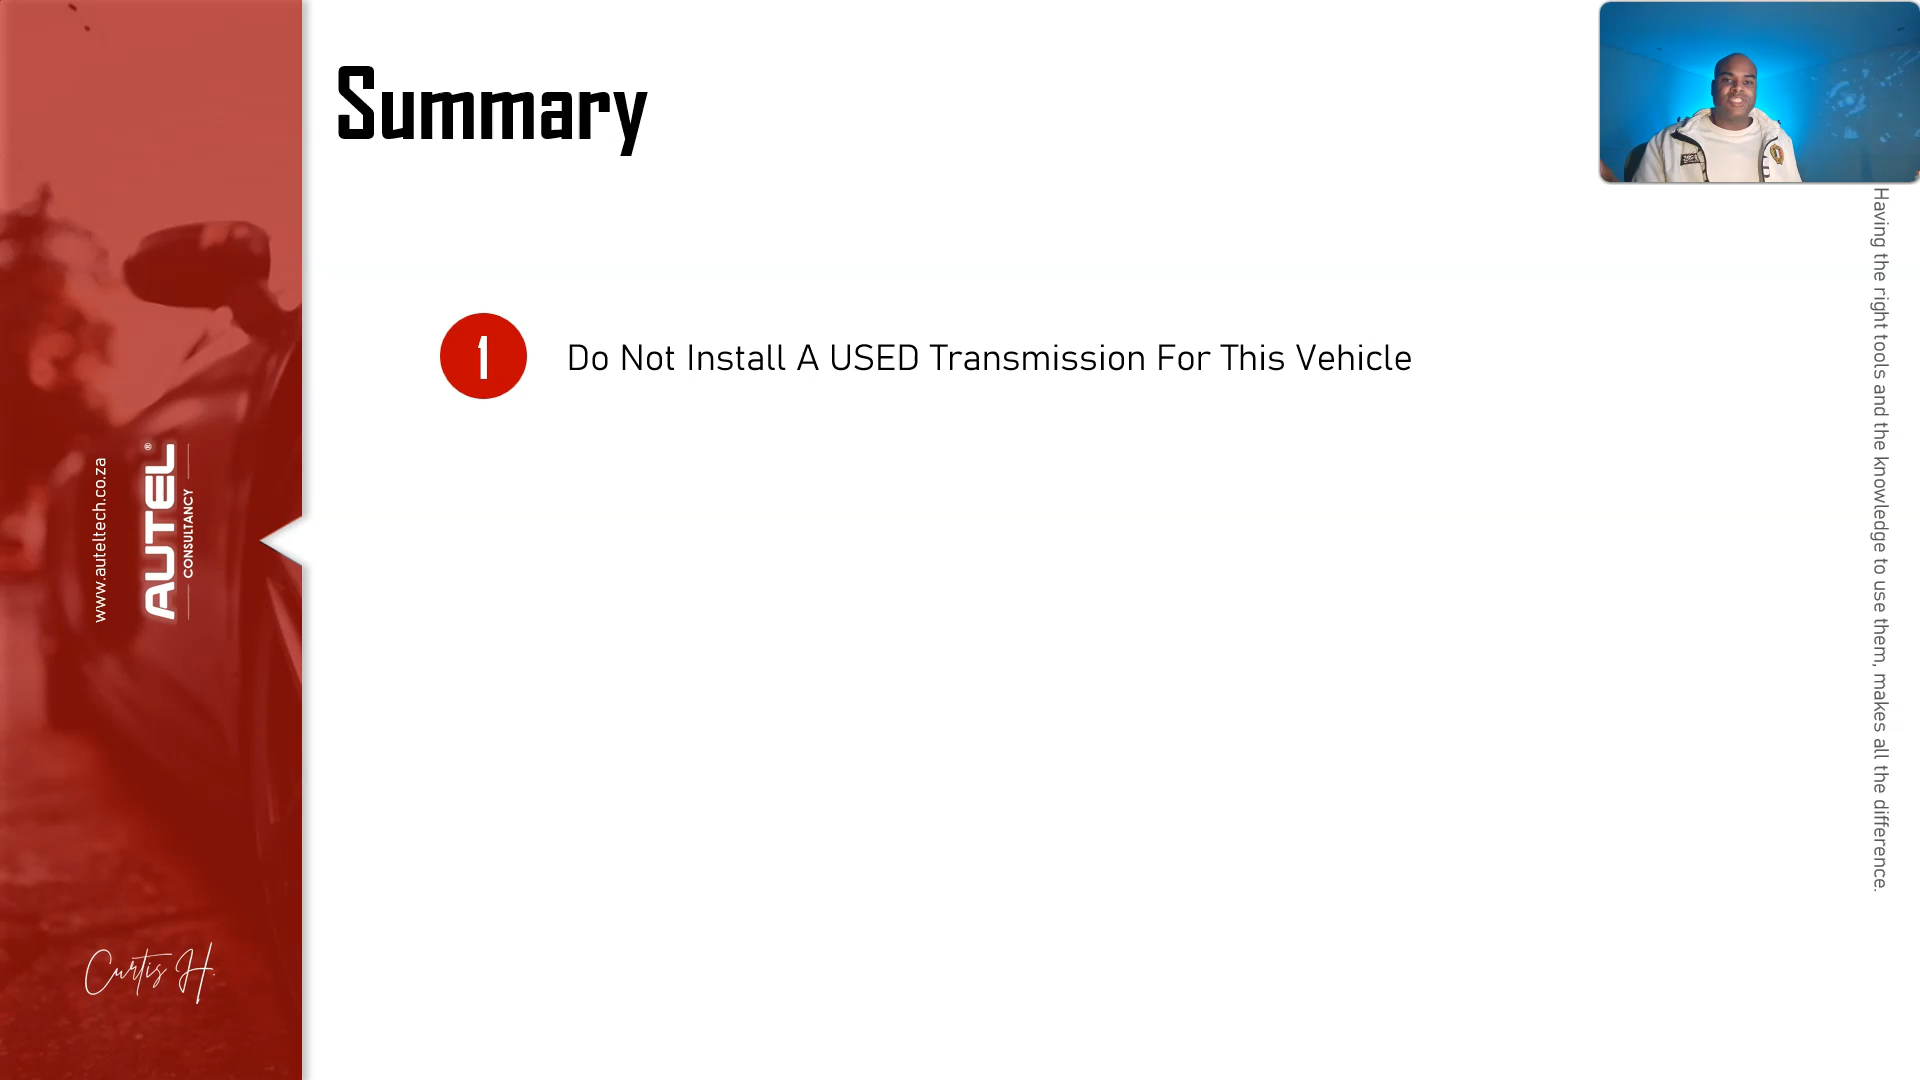 Summary
1
Do Not Install A USED Transmission For This Vehicle
www.auteltech.co.za
AUTEL®
CONSULTANCY
Curtis H.
Having the right tools and the knowledge to use them, makes all the difference.